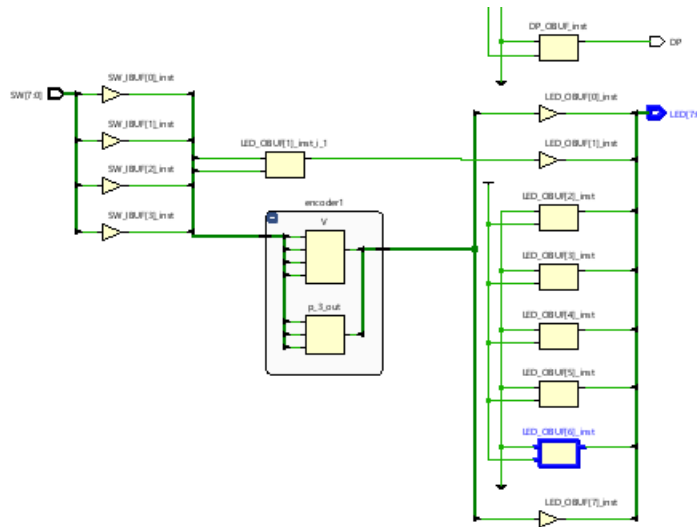 DP_OBUF_inst
DP
SW[7:0]
SW_IBUF[0]_inst
SW_IBUF[1]_inst
SW_IBUF[2]_inst
SW_IBUF[3]_inst
LED_OBUF[1]_inst_i_1
encoder1
V
p_3_out
LED_OBUF[0]_inst
LED[7:
LED_OBUF[1]_inst
LED_OBUF[2]_inst
LED_OBUF[3]_inst
LED_OBUF[4]_inst
LED_OBUF[5]_inst
LED_OBUF[6]_inst
LED_OBUF[7]_inst